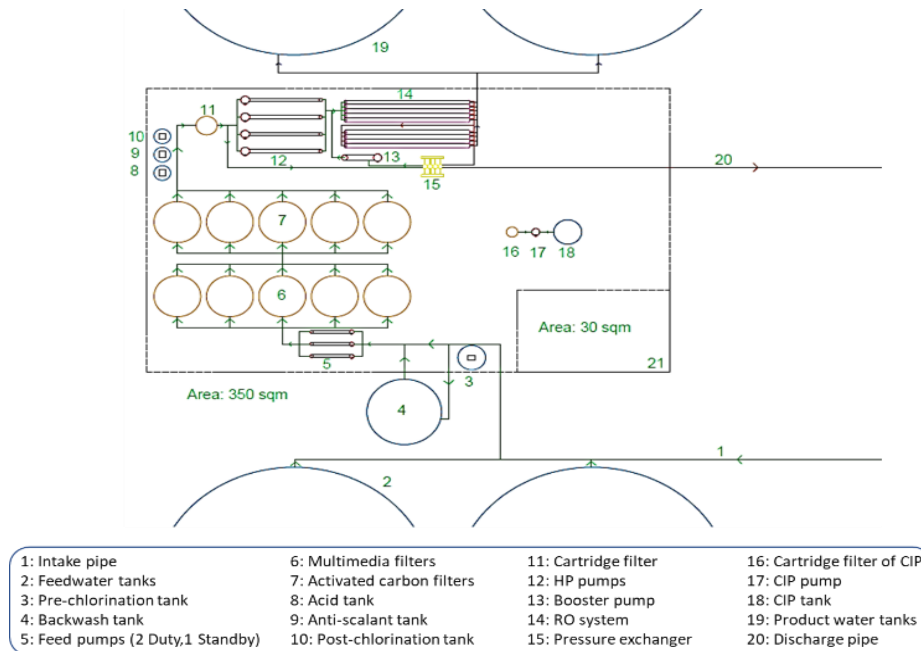 19
14
11
10
9
8
12
13
15
20
7
16 17 18
6
Area: 30 sqm
5
3
21
Area: 350 sqm
4
1
2
1: Intake pipe
2: Feedwater tanks
3: Pre-chlorination tank
4: Backwash tank
5: Feed pumps (2 Duty,1 Standby)
6: Multimedia filters
7: Activated carbon filters
8: Acid tank
9: Anti-scalant tank
10: Post-chlorination tank
11: Cartridge filter
12: HP pumps
13: Booster pump
14: RO system
15: Pressure exchanger
16: Cartridge filter of CIP
17: CIP pump
18: CIP tank
19: Product water tanks
20: Discharge pipe